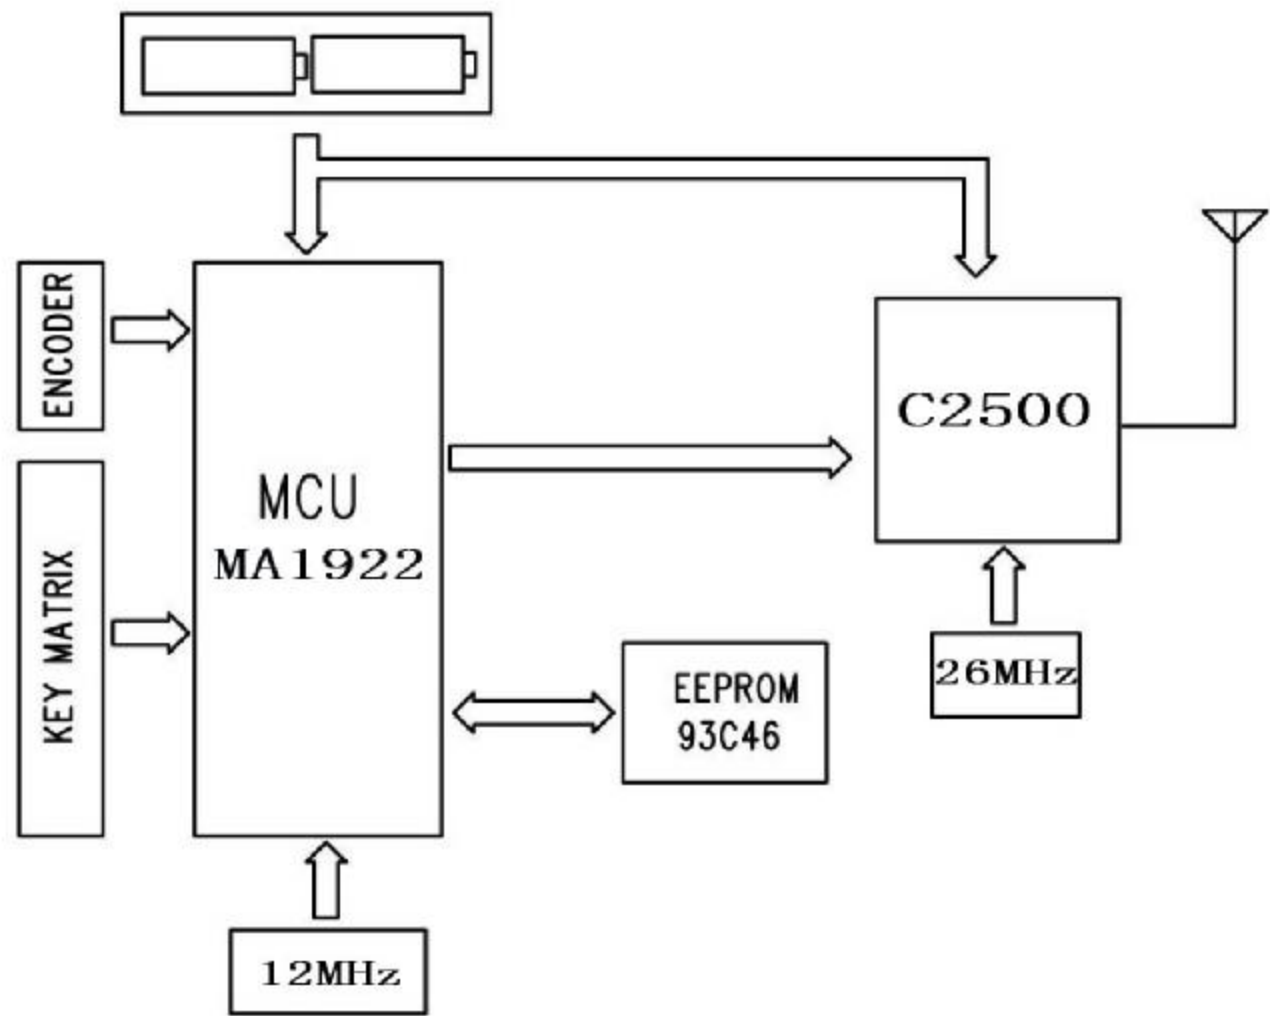 ENCODER
C2500
MCU
MA1922
KEY MATRIX
26MHz
EEPROM
93C46
12MHz